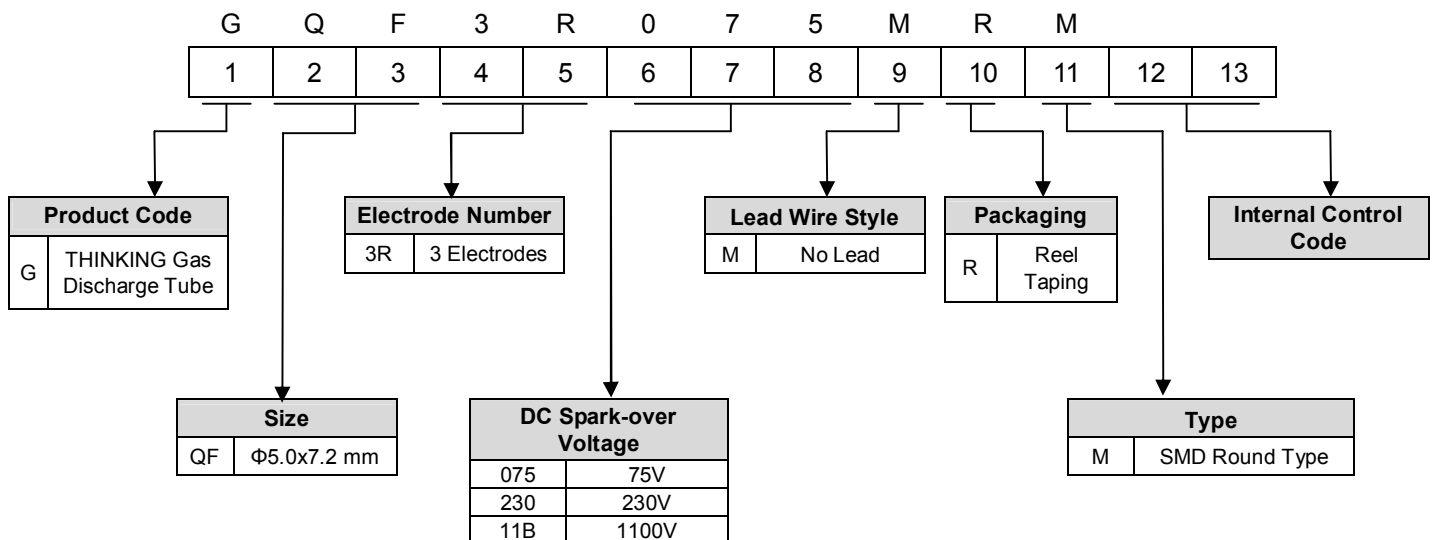 G Q F 3 R 0 7 5 M R M
1 2 3 4 5 6 7 8 9 10 11 12 13
Product Code
G THINKING Gas
Discharge Tube
Electrode Number
3R 3 Electrodes
Lead Wire Style
M No Lead
Packaging
R Reel
Taping
Internal Control
Code
Size
QF Φ5.0x7.2 mm
DC Spark-over
Voltage
075 75V
230 230V
11B 1100V
Type
M SMD Round Type